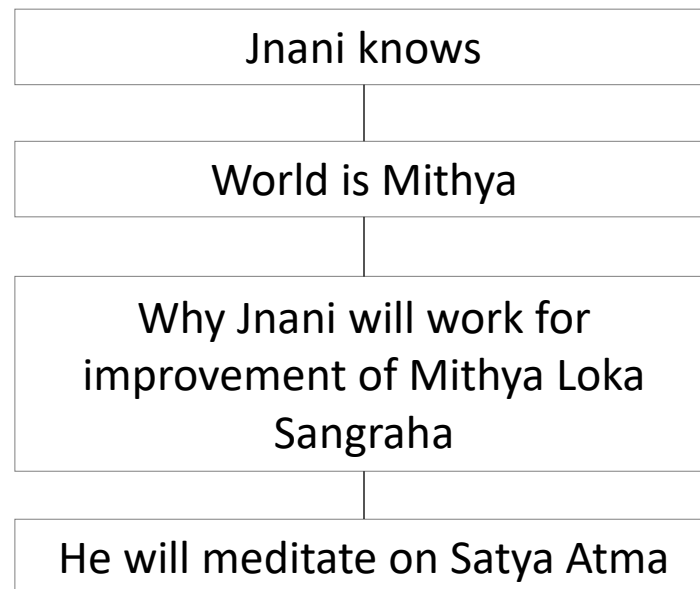 Jnani knows
World is Mithya
Why Jnani will work for
improvement of Mithya Loka
Sangraha
He will meditate on Satya Atma